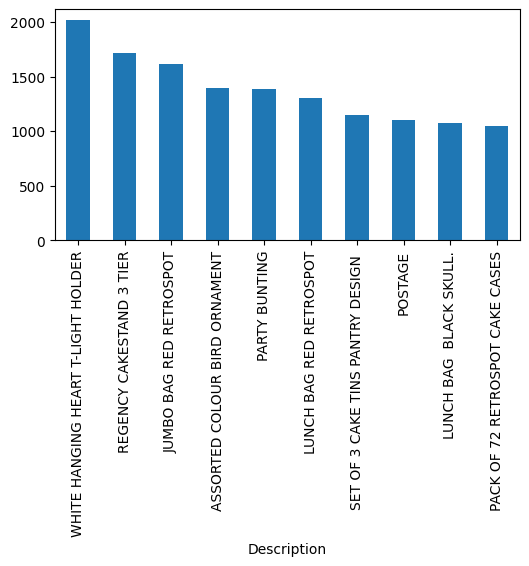 2000
1500
1000
500
0
WHITE HANGING HEART T-LIGHT HOLDER
REGENCY CAKESTAND 3 TIER
JUMBO BAG RED RETROSPOT
ASSORTED COLOUR BIRD ORNAMENT
PARTY BUNTING
LUNCH BAG RED RETROSPOT
SET OF 3 CAKE TINS PANTRY DESIGN
POSTAGE
LUNCH BAG  BLACK SKULL.
PACK OF 72 RETROSPOT CAKE CASES
Description